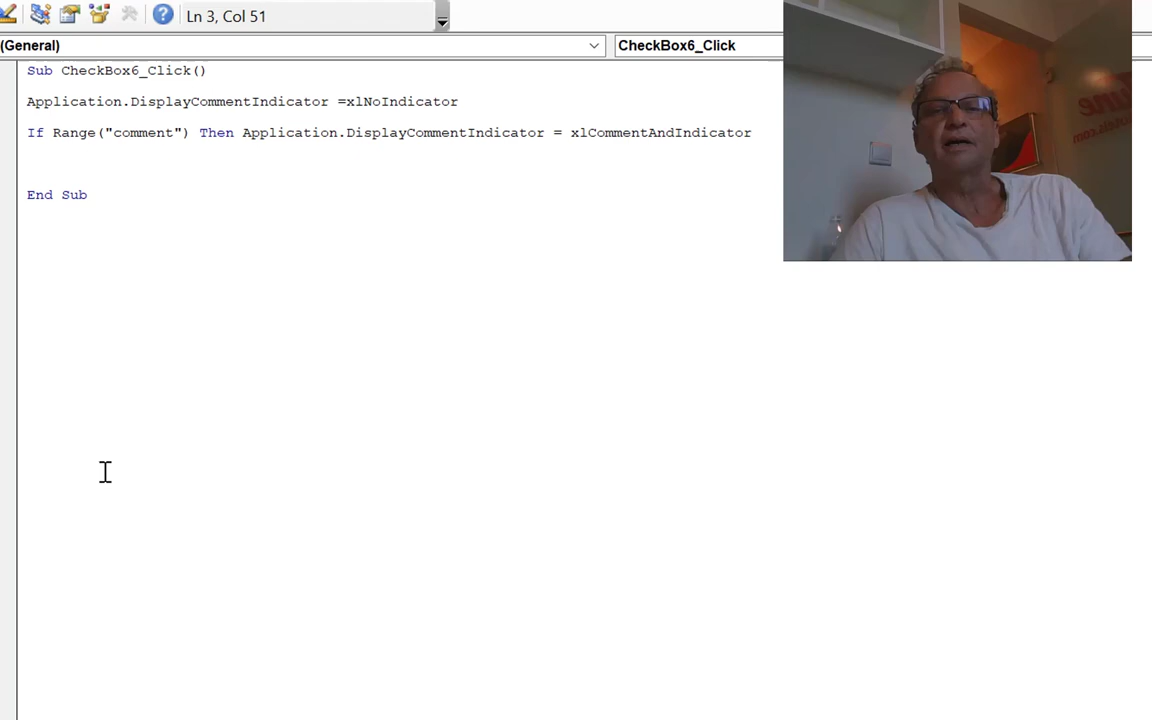 Ln 3, Col 51
(General)
CheckBox6_Click
Sub CheckBox6_Click()
Application.DisplayCommentIndicator =xlNoIndicator
If Range("comment") Then Application.DisplayCommentIndicator = xlCommentAndIndicator
End Sub